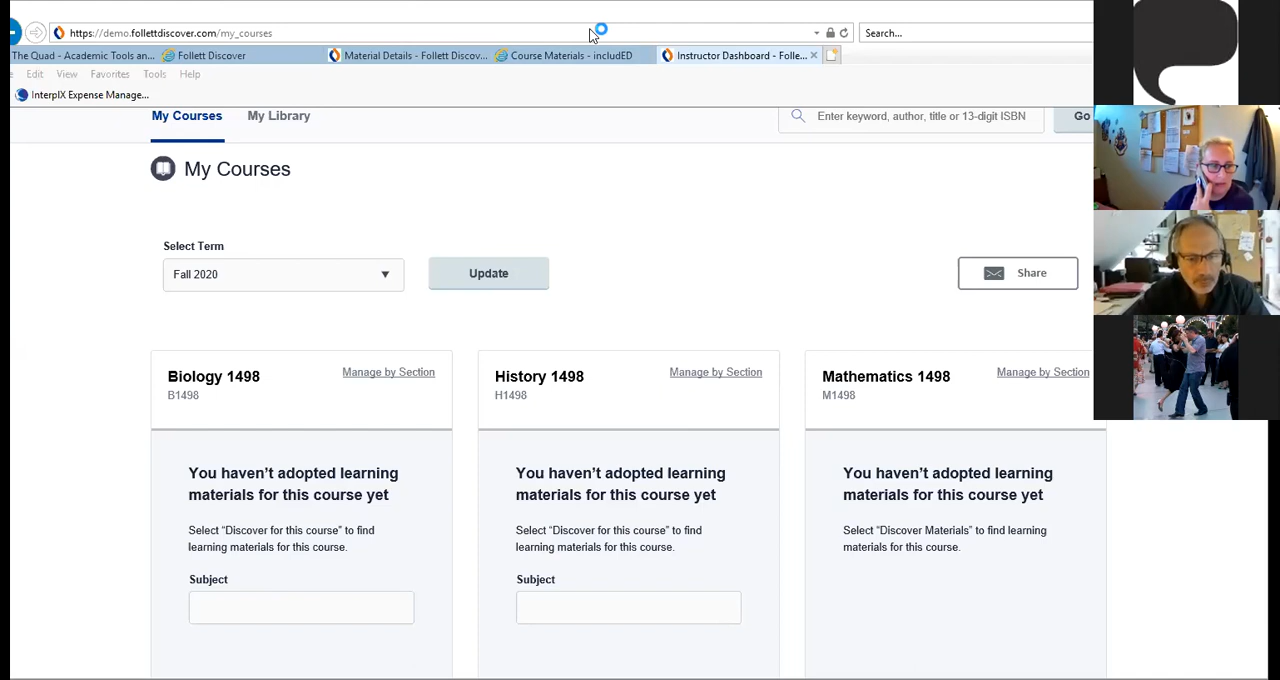 https://demo.follettdiscover.com/my_courses
Search...
The Quad - Academic Tools an...
Follett Discover
Material Details - Follett Discov...
Course Materials - includED
Instructor Dashboard - Folle...
Edit View Favorites Tools Help
InterpIX Expense Manage...
My Courses My Library
Enter keyword, author, title or 13-digit ISBN
Go
My Courses
Select Term
Fall 2020
Update
Share
Biology 1498
Manage by Section
B1498
History 1498
Manage by Section
H1498
Mathematics 1498
Manage by Section
M1498
You haven’t adopted learning
materials for this course yet
Select “Discover for this course” to find
learning materials for this course.
Subject
You haven’t adopted learning
materials for this course yet
Select “Discover for this course” to find
learning materials for this course.
Subject
You haven’t adopted learning
materials for this course yet
Select “Discover Materials” to find learning
materials for this course.